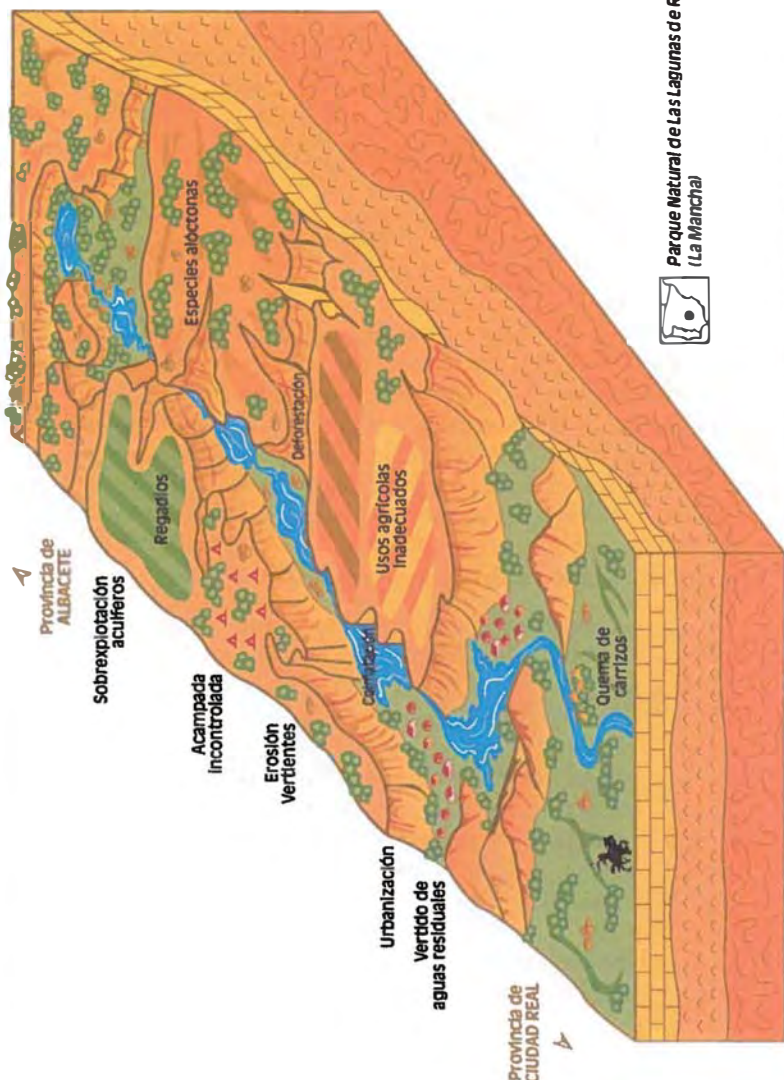 Provincia de
ALBACETE
Sobrexplotación
acuíferos
Regadíos
Especies alóctonas
Acampada
incontrolada
Deforestación
Erosión
Vertientes
Usos agrícolas
inadecuados
Urbanización
Vertido de
aguas residuales
Quema de
carrizos
Provincia de
CIUDAD REAL
Parque Natural de Las Lagunas de R
(La Mancha)